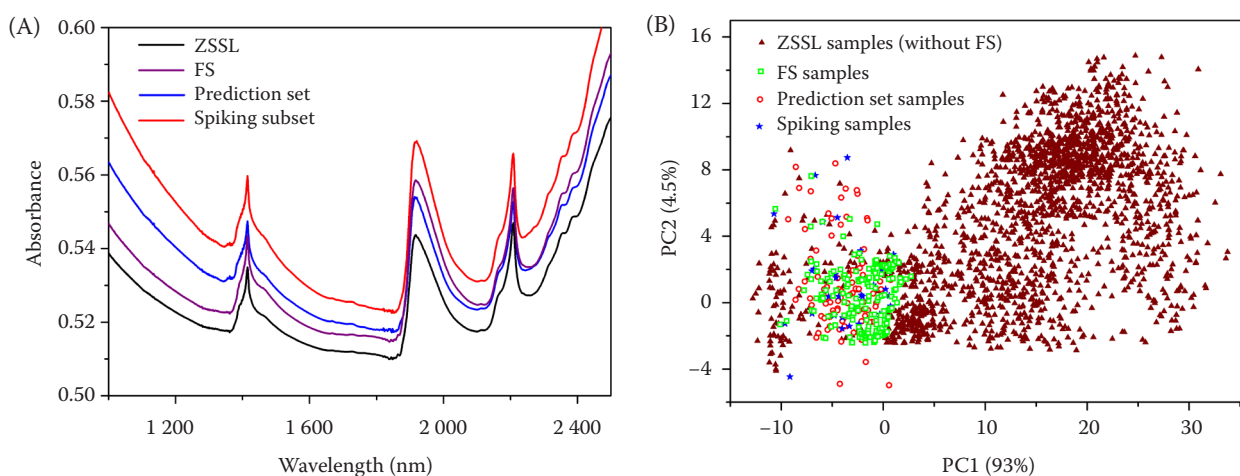 (A)
0.60
0.58
0.56
0.54
0.52
0.50
Absorbance
ZSSL
FS
Prediction set
Spiking subset
1 200
1 600
2 000
2 400
Wavelength (nm)
(B)
16
12
8
4
0
−4
PC2 (4.5%)
ZSSL samples (without FS)
FS samples
Prediction set samples
Spiking samples
−10
0
10
20
30
PC1 (93%)